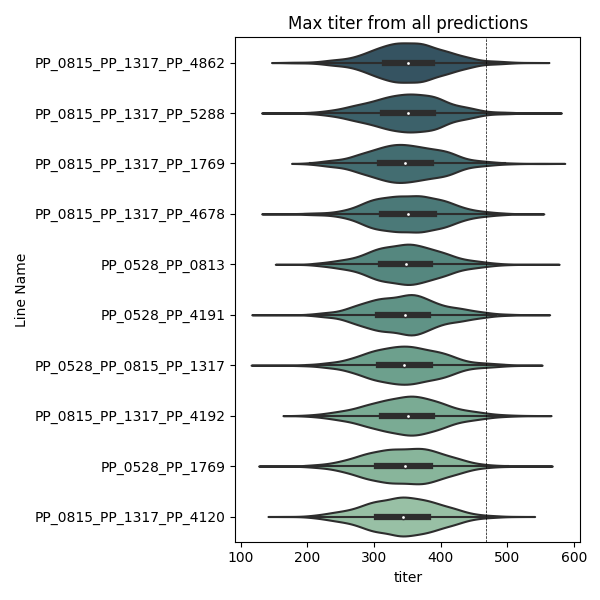 Max titer from all predictions
PP_0815_PP_1317_PP_4862
PP_0815_PP_1317_PP_5288
PP_0815_PP_1317_PP_1769
PP_0815_PP_1317_PP_4678
PP_0528_PP_0813
PP_0528_PP_4191
PP_0528_PP_0815_PP_1317
PP_0815_PP_1317_PP_4192
PP_0528_PP_1769
PP_0815_PP_1317_PP_4120
Line Name
100 200 300 400 500 600
titer